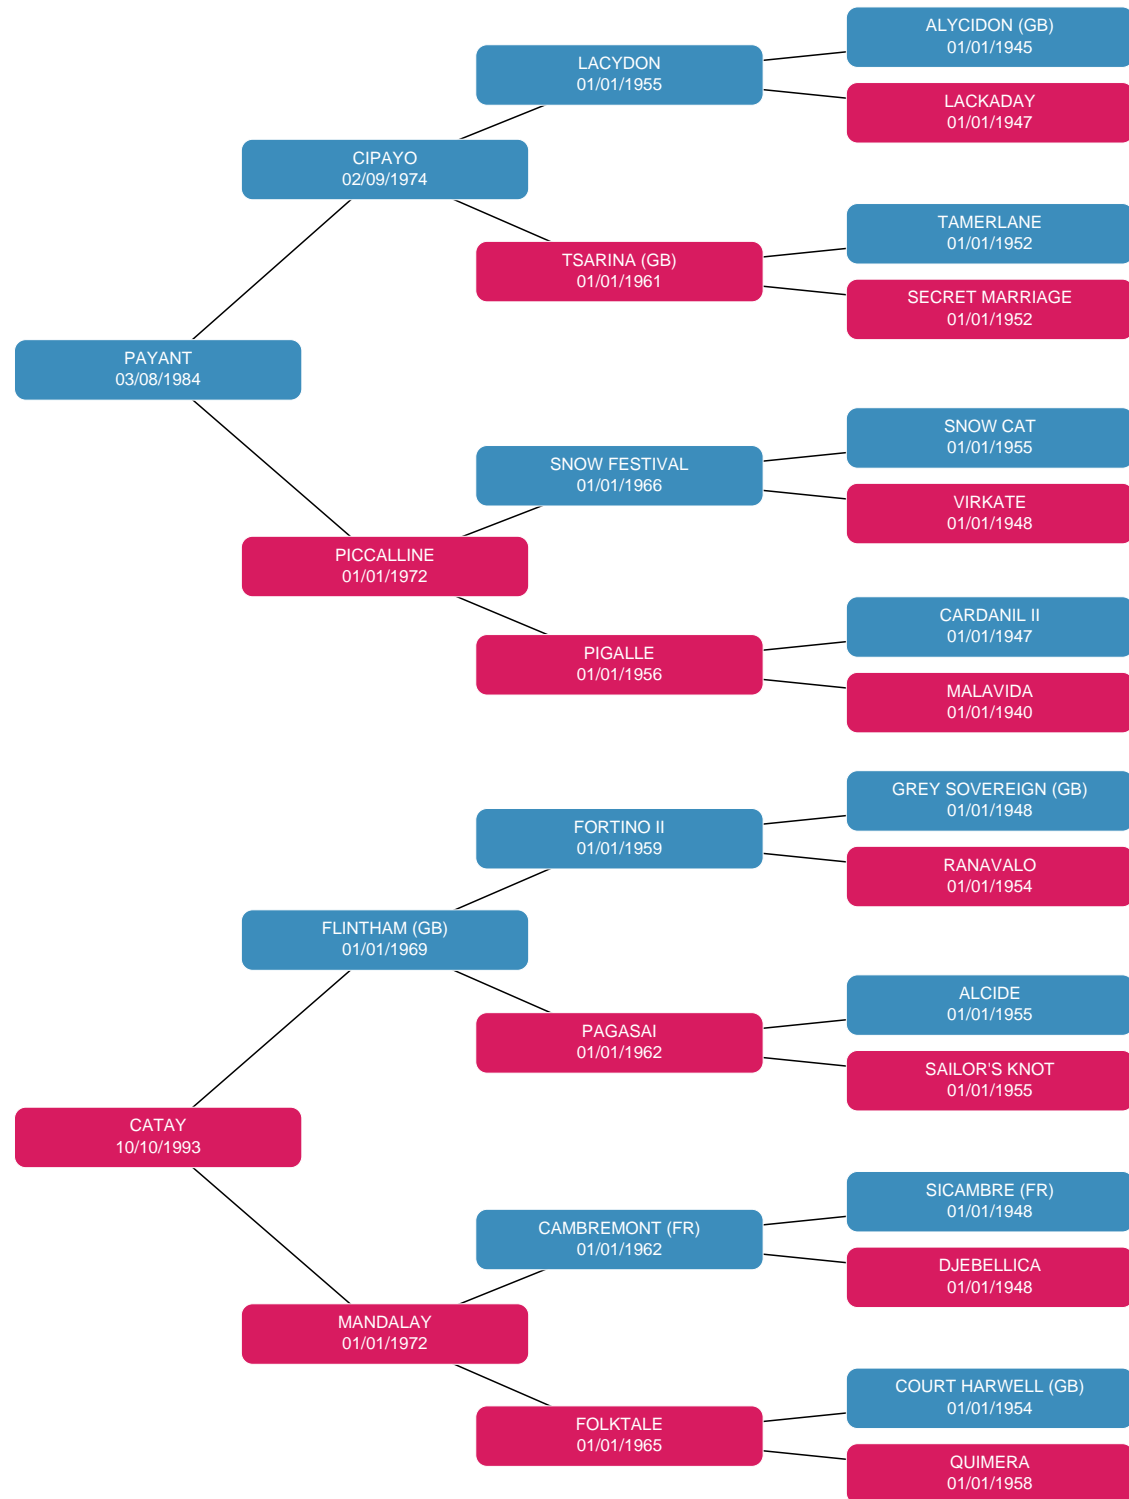 ALYCIDON (GB)
01/01/1945
LACYDON
01/01/1955
LACKADAY
01/01/1947
CIPAYO
02/09/1974
TAMERLANE
01/01/1952
TSARINA (GB)
01/01/1961
SECRET MARRIAGE
01/01/1952
PAYANT
03/08/1984
SNOW CAT
01/01/1955
SNOW FESTIVAL
01/01/1966
VIRKATE
01/01/1948
PICCALLINE
01/01/1972
CARDANIL II
01/01/1947
PIGALLE
01/01/1956
MALAVIDA
01/01/1940
GREY SOVEREIGN (GB)
01/01/1948
FORTINO II
01/01/1959
RANAVALO
01/01/1954
FLINTHAM (GB)
01/01/1969
ALCIDE
01/01/1955
PAGASAI
01/01/1962
SAILOR'S KNOT
01/01/1955
CATAY
10/10/1993
SICAMBRE (FR)
01/01/1948
CAMBREMONT (FR)
01/01/1962
DJEBELLICA
01/01/1948
MANDALAY
01/01/1972
COURT HARWELL (GB)
01/01/1954
FOLKTALE
01/01/1965
QUIMERA
01/01/1958